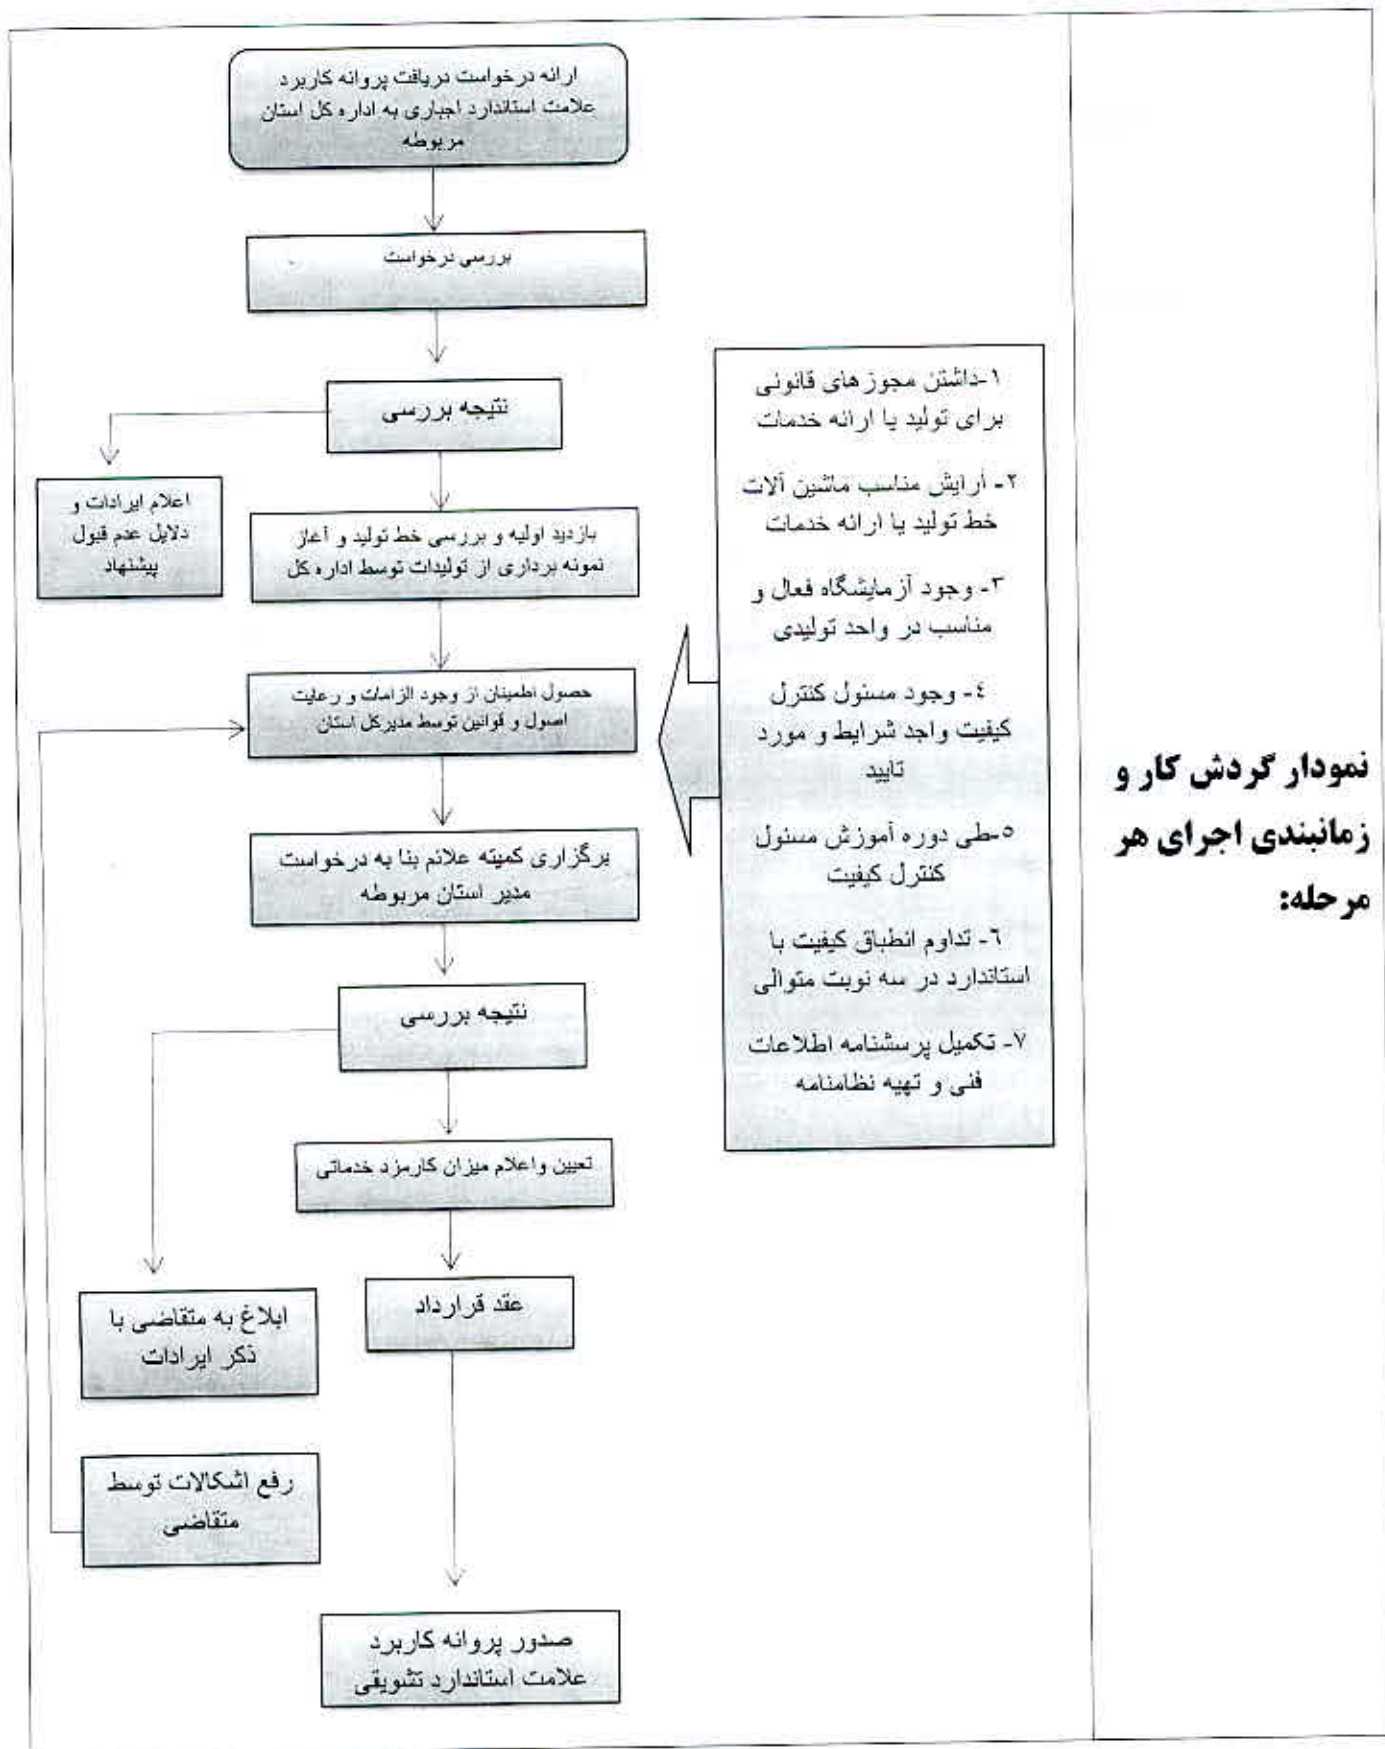 نمودار گردش کار و
زمانبندی اجرای هر
مرحله:
ارائه درخواست دریافت پروانه کاربرد
علامت استاندارد اجباری به اداره کل استان
مربوطه
بررسی درخواست
نتیجه بررسی
اعلام ایرادات و
دلایل عدم قبول
پیشنهاد
بازدید اولیه و بررسی خط تولید و آغاز
نمونه برداری از تولیدات توسط اداره کل
حصول اطمینان از وجود الزامات و رعایت
اصول و قوانین توسط مدیرکل استان
۱-داشتن مجوز های قانونی
برای تولید یا ارائه خدمات
۲- آرایش مناسب ماشین آلات
خط تولید یا ارائه خدمات
۳- وجود آزمایشگاه فعال و
مناسب در واحد تولیدی
٤- وجود مسئول کنترل
کیفیت واجد شرایط و مورد
تایید
٥-طی دوره آموزش مسئول
کنترل کیفیت
٦- تداوم انطباق کیفیت با
استاندارد در سه نوبت متوالی
۷- تکمیل پرسشنامه اطلاعات
فنی و تهیه نظامنامه
برگزاری کمیته علائم بنا به درخواست
مدیر استان مربوطه
نتیجه بررسی
تعیین واعلام میزان کارمزد خدماتی
عقد قرارداد
ابلاغ به متقاضی با
ذکر ایرادات
رفع اشکالات توسط
متقاضی
صدور پروانه کاربرد
علامت استاندارد تشویقی